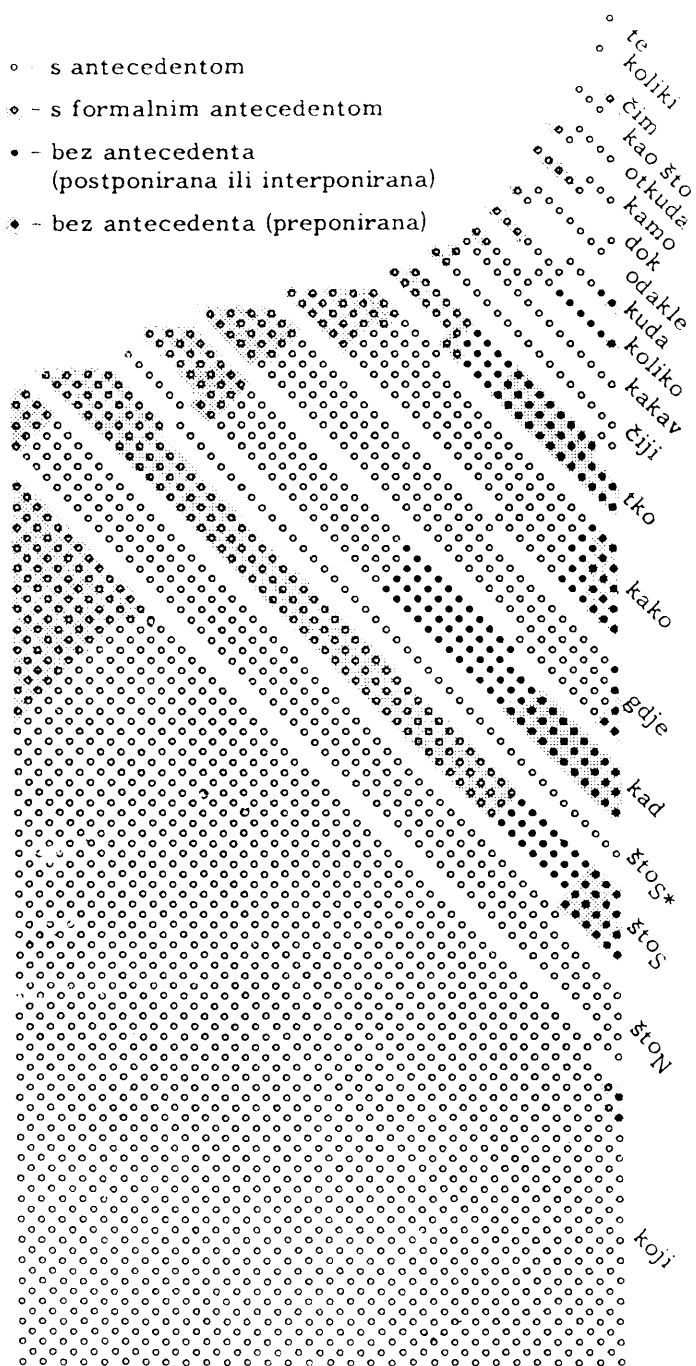 o - s antecedentom
o - s formalnim antecedentom
• - bez antecedenta
(postponirana ili interponirana)
• - bez antecedenta (preponirana)
te
koliki
čim
kao što
otkuda
kamo
dok
odakle
kuda
koliko
kakav
čiji
tko
kako
gdje
kad
štoS*
štoS
štoN
koji